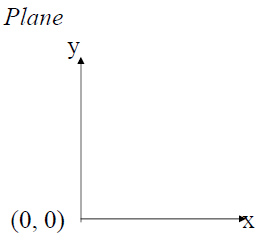 Plane
y
(0, 0)
x